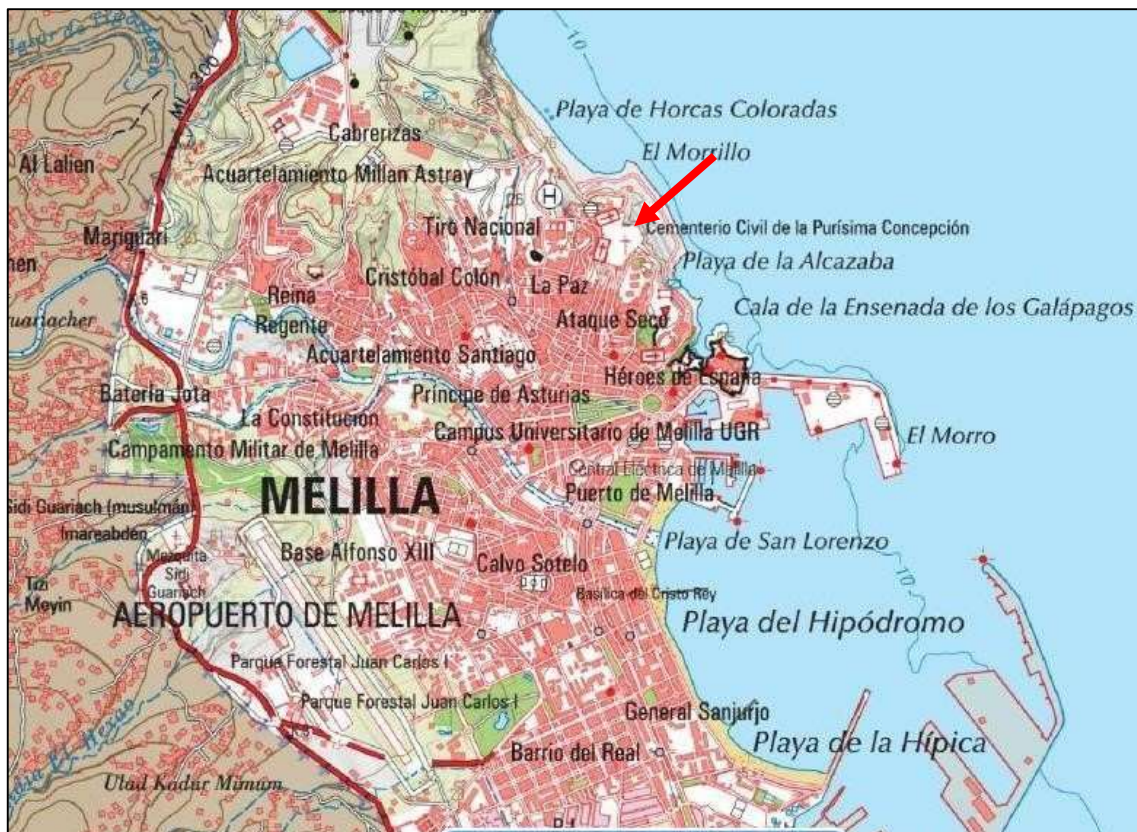 Playa de Horcas Coloradas
ML-300
Cabrerizas
El Morrillo
Al Lalien
Acuartelamiento Millan Astray
H
Tiro Nacional
Cementerio Civil de la Purísima Concepción
Mariguari
Cristóbal Colón
La Paz
Playa de la Alcazaba
Reina
Regente
Ataque Seco
Cala de la Ensenada de los Galápagos
Acuartelamiento Santiago
Héroes de España
Batería Jota
Príncipe de Asturias
La Constitución
Campus Universitario de Melilla UGR
El Morro
Campamento Militar de Melilla
Central Eléctrica de Melilla
MELILLA
Puerto de Melilla
Sidi Guariach (musulmán)
Imareabden
Playa de San Lorenzo
Base Alfonso XIII
Mezquita
Sidi
Guariach
Calvo Sotelo
Tizi
Meyin
Basílica del Cristo Rey
AEROPUERTO DE MELILLA
Playa del Hipódromo
Parque Forestal Juan Carlos I
Parque Forestal Juan Carlos I
General Sanjurjo
Barrio del Real
Playa de la Hípica
Ulad Kadur Mimum
10
10